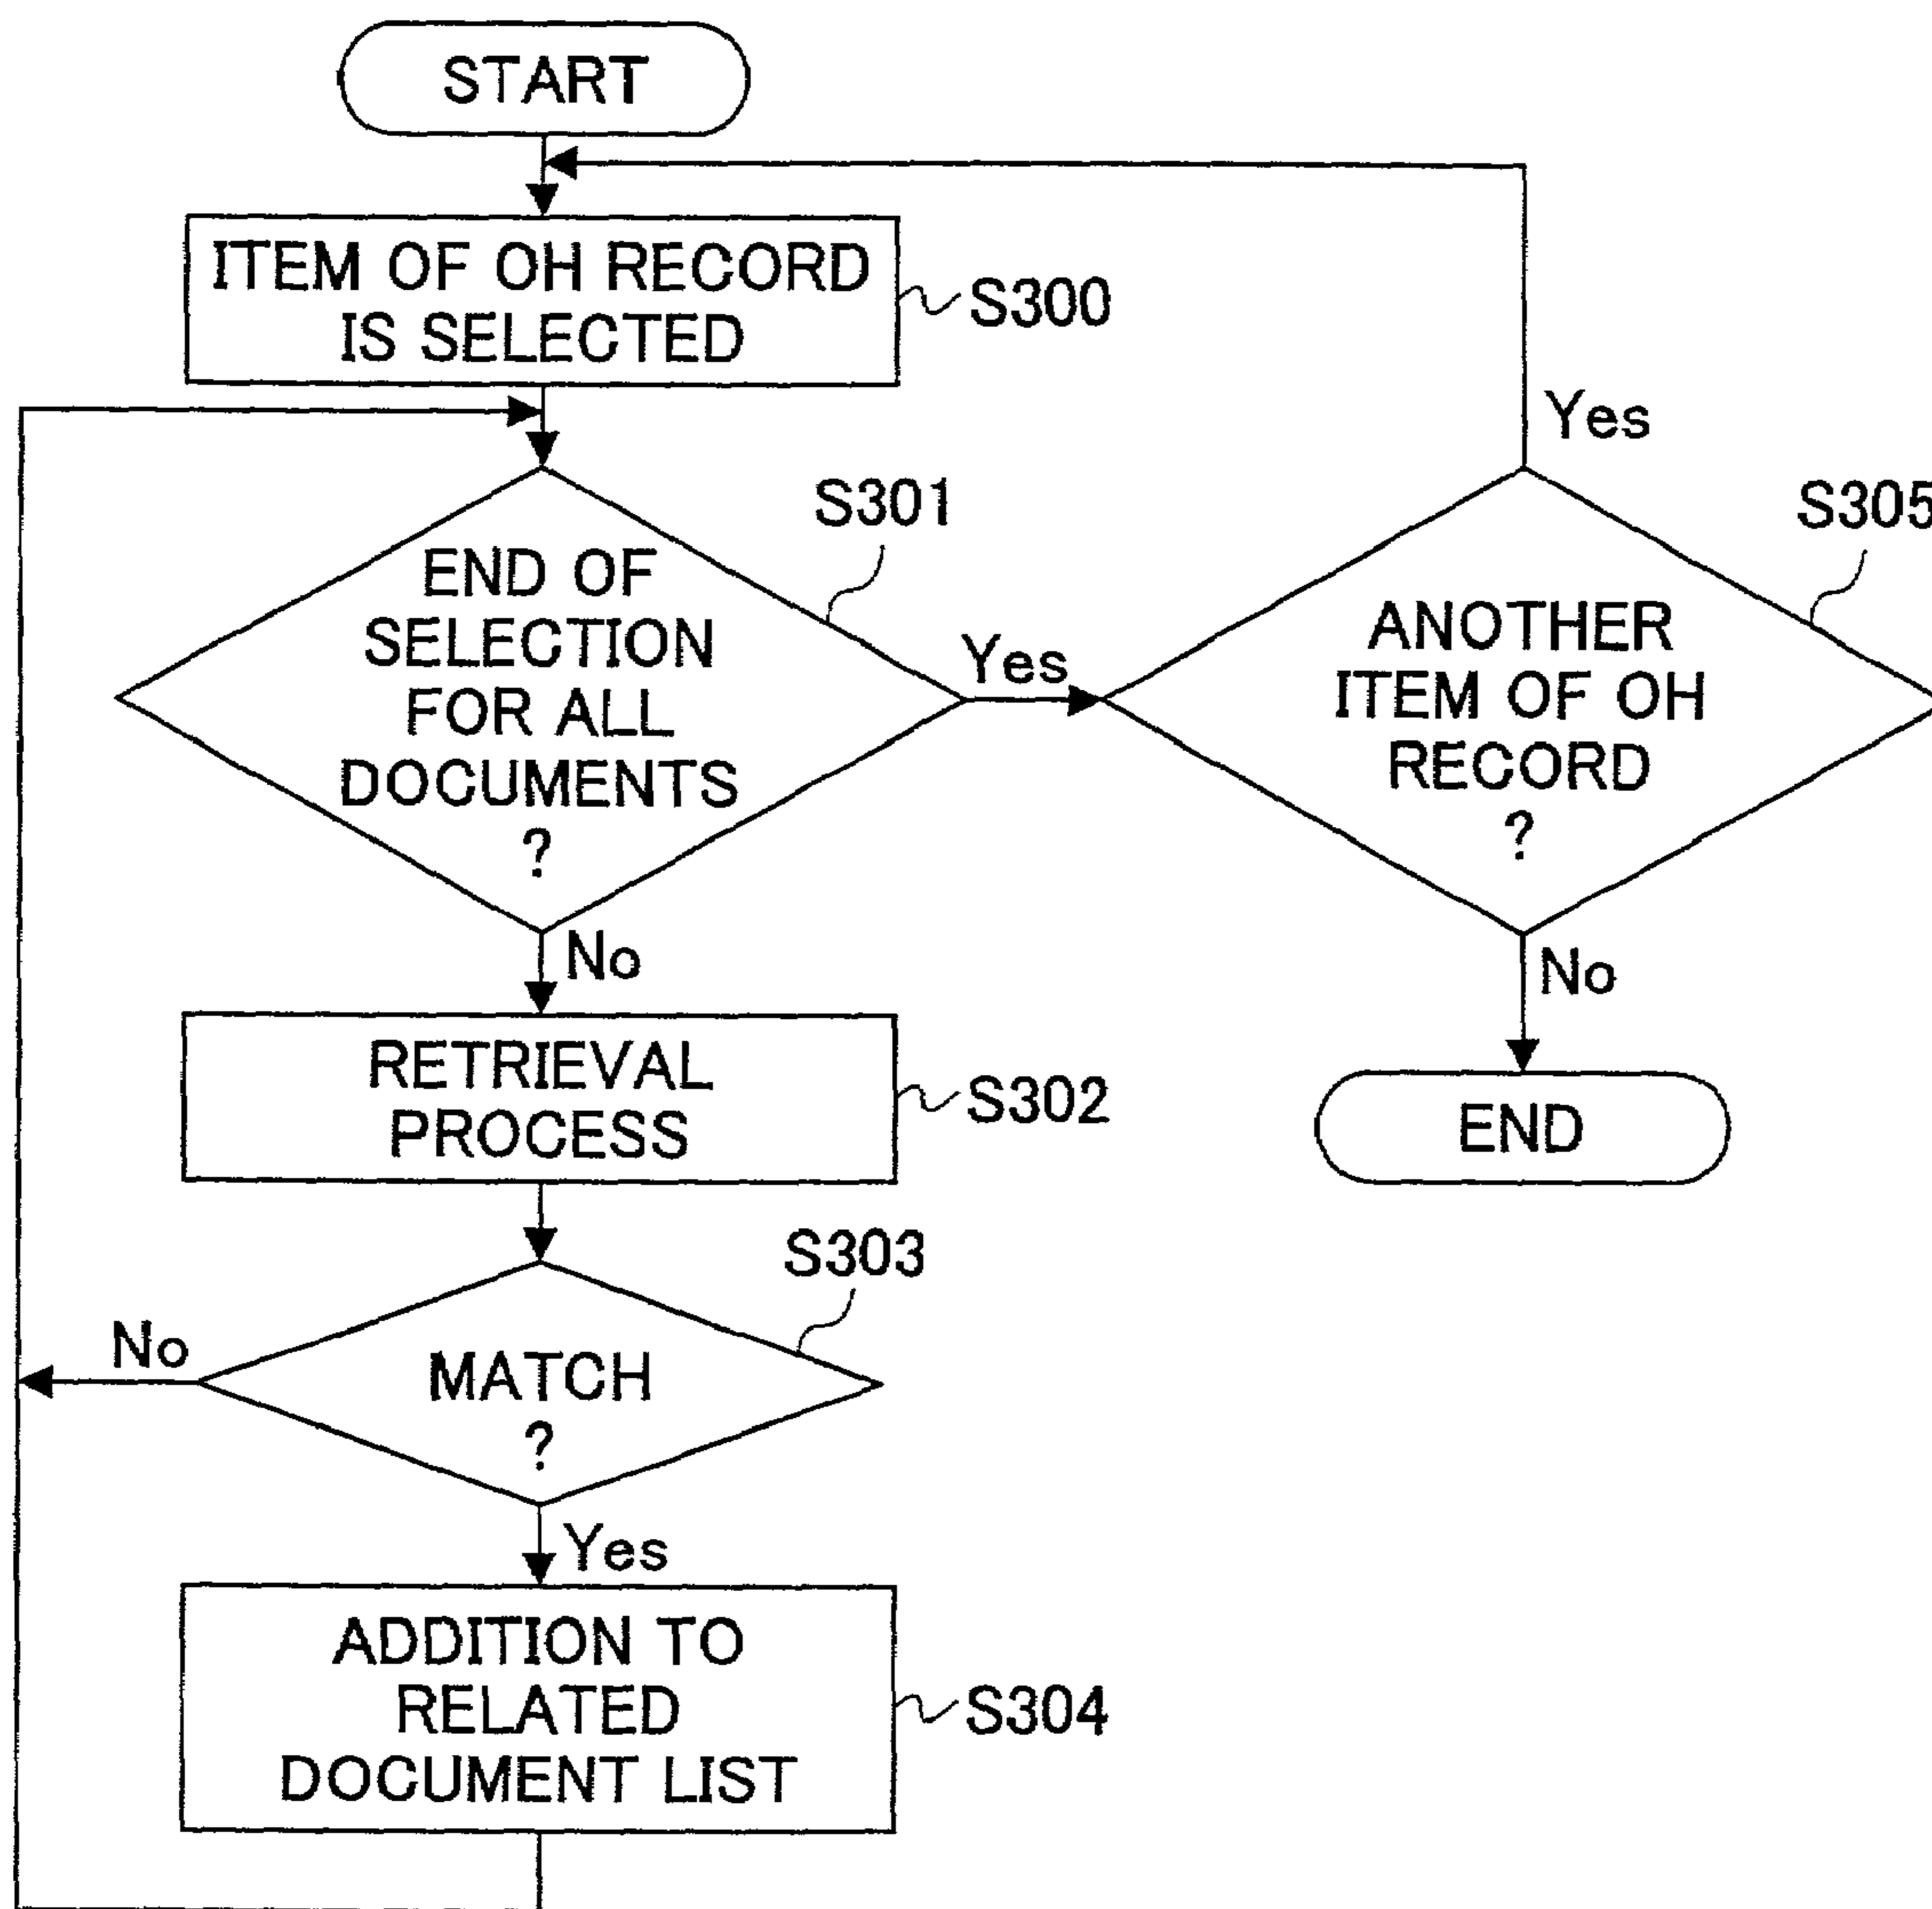 START
ITEM OF OH RECORD
IS SELECTED
S300
S301
END OF
SELECTION
FOR ALL
DOCUMENTS
?
Yes
No
RETRIEVAL
PROCESS
S302
S303
MATCH
?
No
Yes
ADDITION TO
RELATED
DOCUMENT LIST
S304
Yes
S305
ANOTHER
ITEM OF OH
RECORD
?
No
END